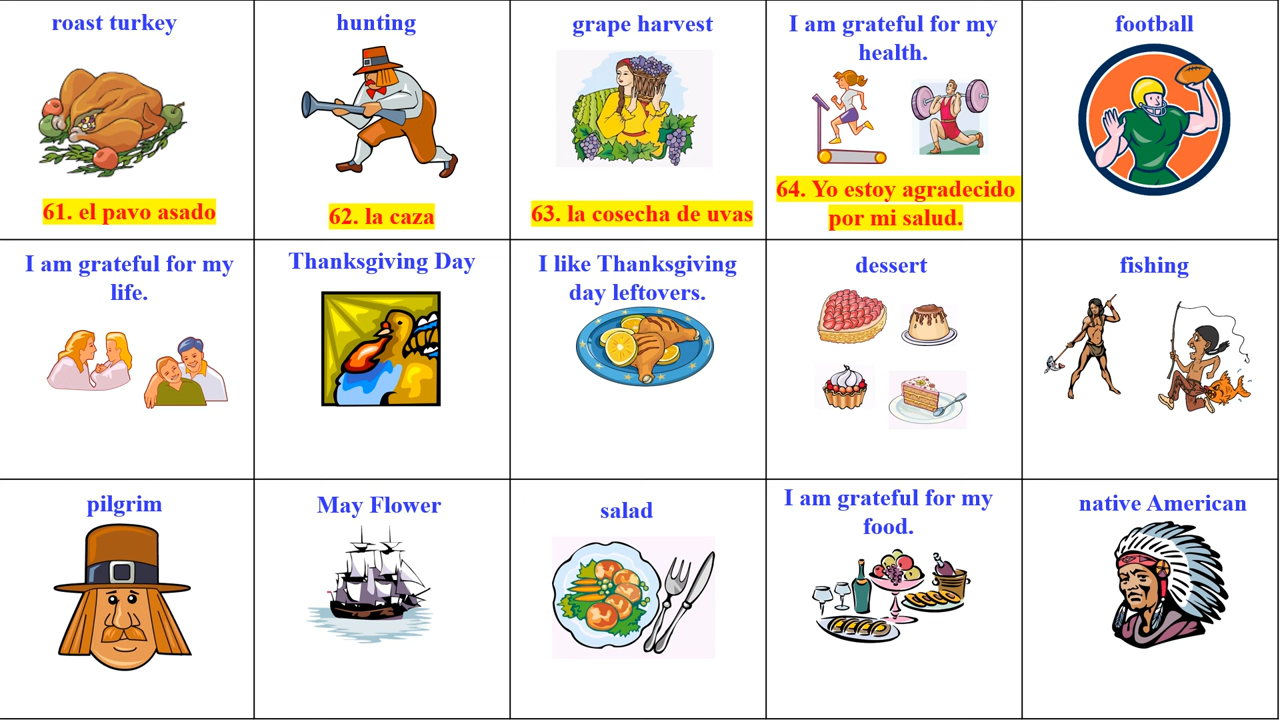 roast turkey
61. el pavo asado
hunting
62. la caza
grape harvest
63. la cosecha de uvas
I am grateful for my
health.
64. Yo estoy agradecido
por mi salud.
football
I am grateful for my
life.
Thanksgiving Day
I like Thanksgiving
day leftovers.
dessert
fishing
pilgrim
May Flower
salad
I am grateful for my
food.
native American